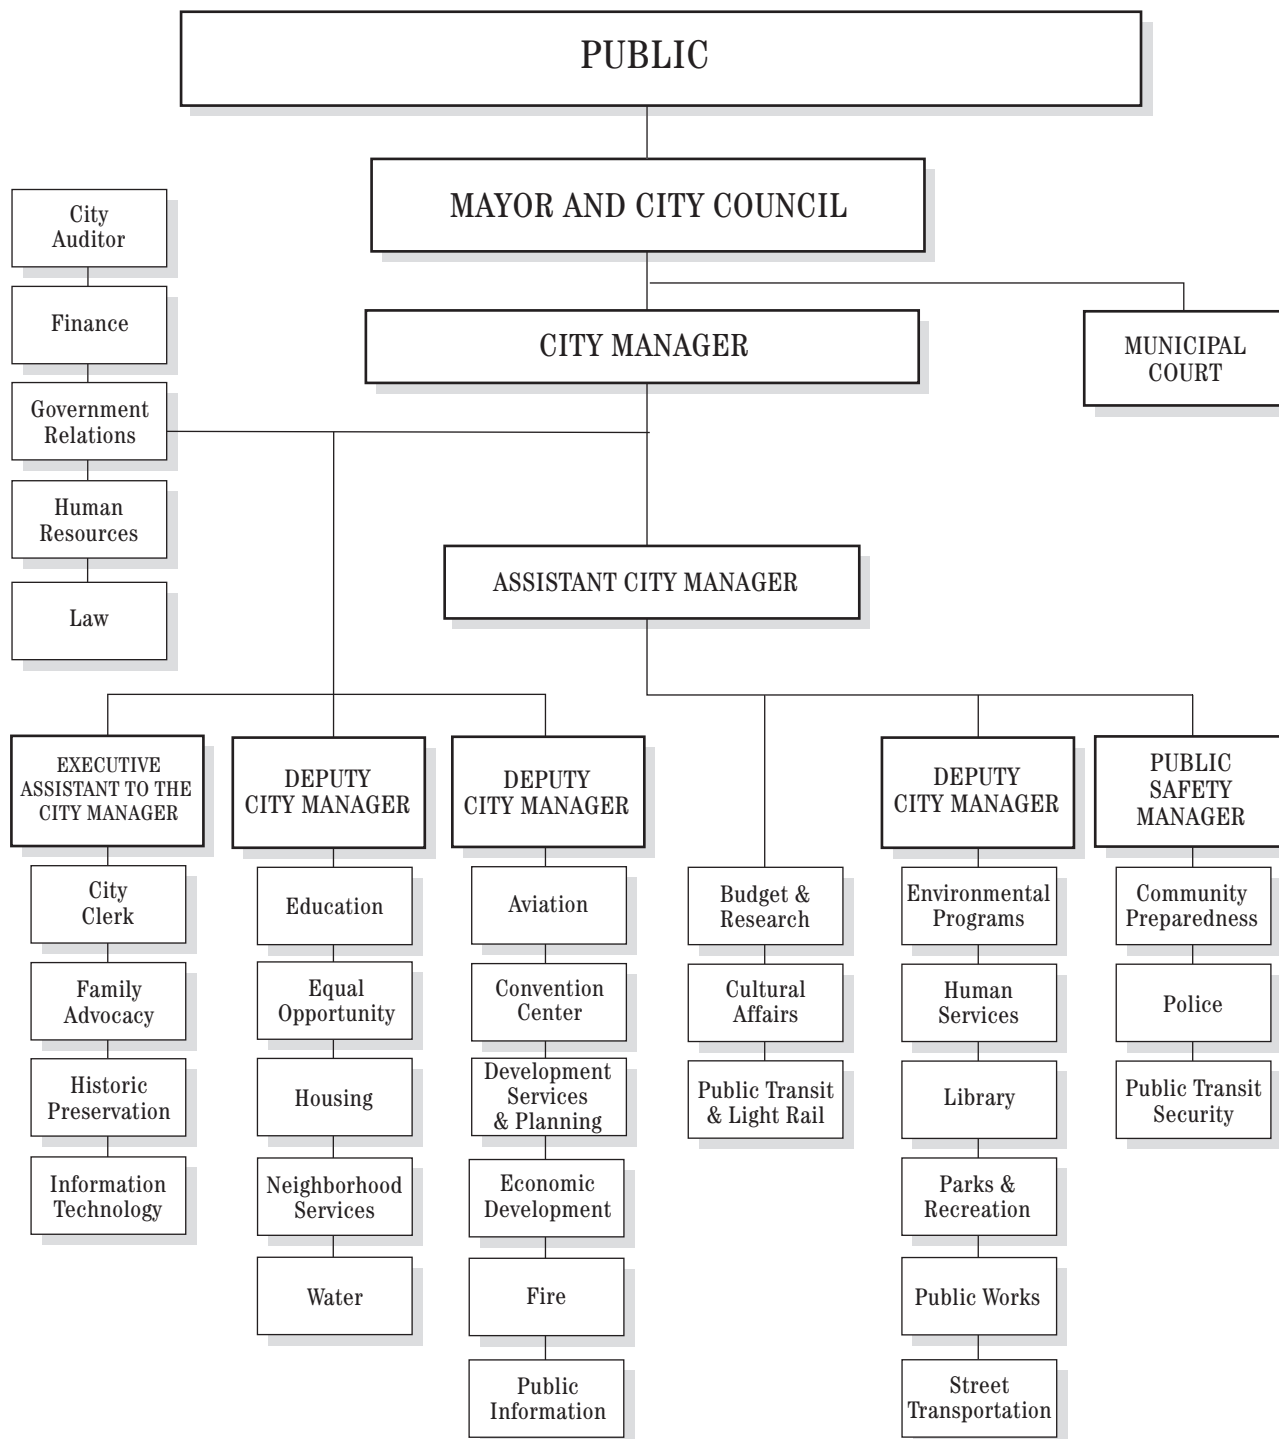 PUBLIC
MAYOR AND CITY COUNCIL
City
Auditor
Finance
Government
Relations
Human
Resources
Law
CITY MANAGER
MUNICIPAL
COURT
ASSISTANT CITY MANAGER
EXECUTIVE
ASSISTANT TO THE
CITY MANAGER
City
Clerk
Family
Advocacy
Historic
Preservation
Information
Technology
DEPUTY
CITY MANAGER
Education
Equal
Opportunity
Housing
Neighborhood
Services
Water
DEPUTY
CITY MANAGER
Aviation
Convention
Center
Development
Services
& Planning
Economic
Development
Fire
Public
Information
Budget &
Research
Cultural
Affairs
Public Transit
& Light Rail
DEPUTY
CITY MANAGER
Environmental
Programs
Human
Services
Library
Parks &
Recreation
Public Works
Street
Transportation
PUBLIC
SAFETY
MANAGER
Community
Preparedness
Police
Public Transit
Security